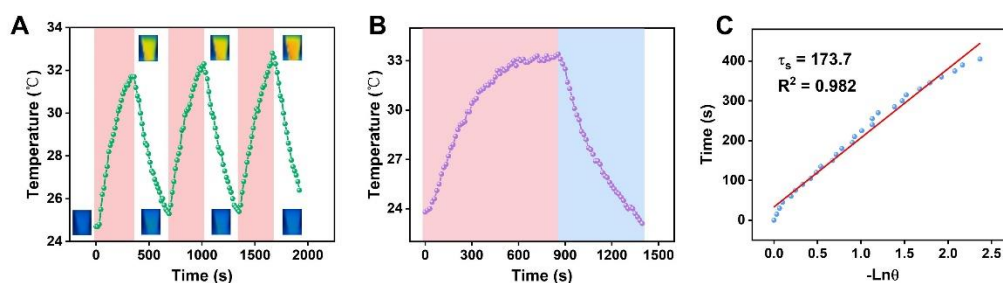 A
Temperature (℃)
34
32
30
28
26
24
0 500 1000 1500 2000
Time (s)
B
Temperature (℃)
36
33
30
27
24
0 300 600 900 1200 1500
Time (s)
C
τs = 173.7
R² = 0.982
Time (s)
400
300
200
100
0
0.0 0.5 1.0 1.5 2.0 2.5
-Lnθ